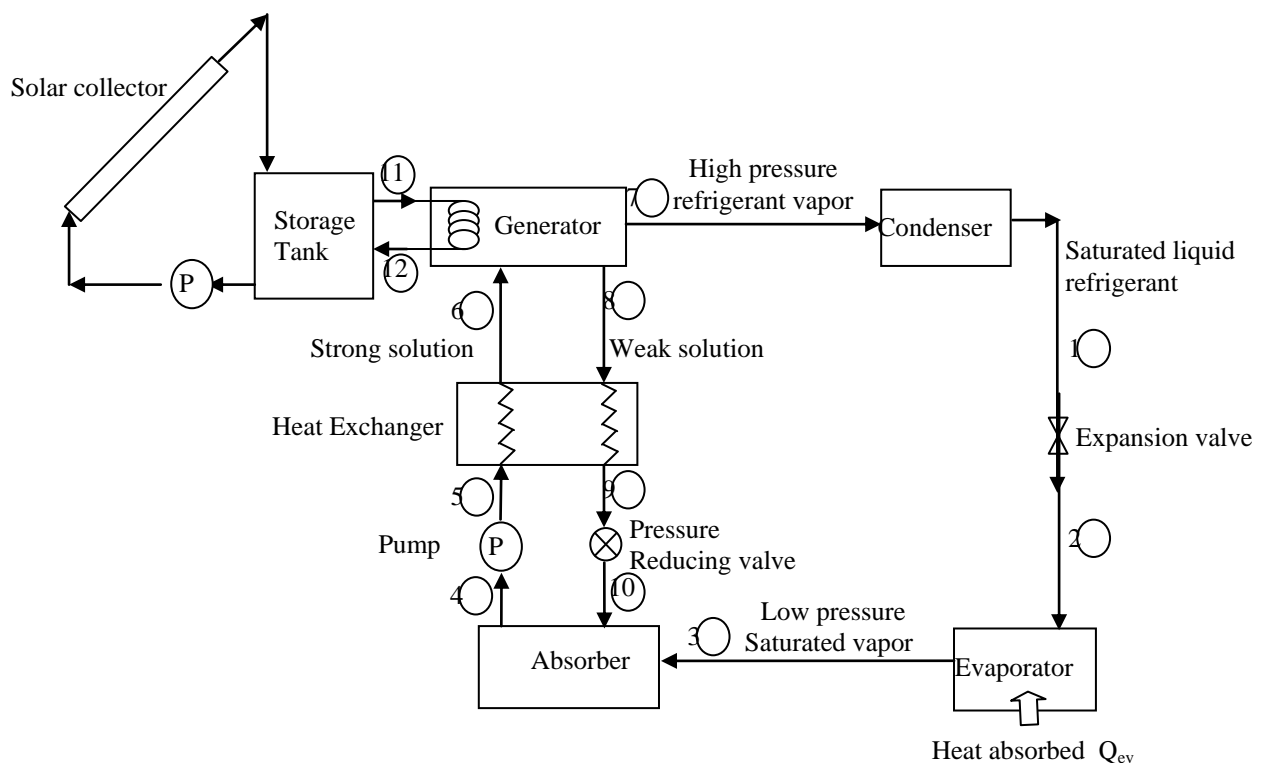 Solar collector
11
High pressure
refrigerant vapor
7
Storage
Tank
Generator
Condenser
12
P
Saturated liquid
refrigerant
6
8
Strong solution
Weak solution
1
Heat Exchanger
Expansion valve
5
9
Pump
P
Pressure
Reducing valve
2
4
10
Low pressure
Saturated vapor
3
Absorber
Evaporator
Heat absorbed Qev